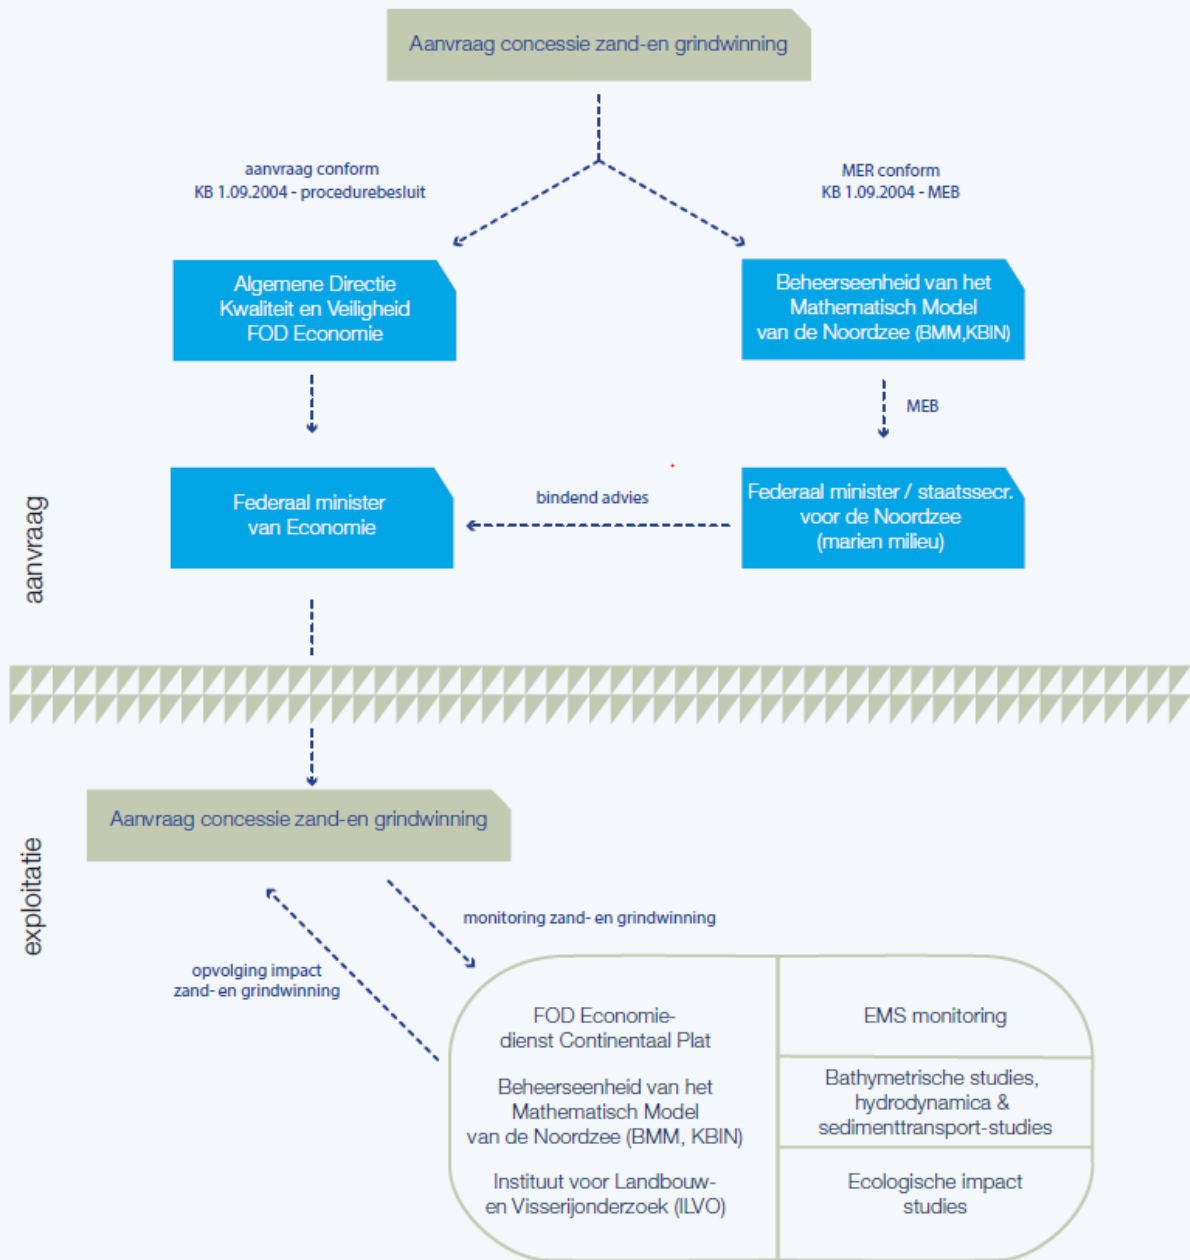 Aanvraag concessie zand-en grindwinning
aanvraag conform
KB 1.09.2004 - procedurebesluit
MER conform
KB 1.09.2004 - MEB
Algemene Directie
Kwaliteit en Veiligheid
FOD Economie
Beheerseenheid van het
Mathematisch Model
van de Noordzee (BMM,KBIN)
MEB
aanvraag
Federaal minister
van Economie
bindend advies
Federaal minister / staatssecr.
voor de Noordzee
(marien milieu)
exploitatie
Aanvraag concessie zand-en grindwinning
monitoring zand- en grindwinning
opvolging impact
zand- en grindwinning
FOD Economie-
dienst Continentaal Plat
Beheerseenheid van het
Mathematisch Model
van de Noordzee (BMM, KBIN)
Instituut voor Landbouw-
en Visserijonderzoek (ILVO)
EMS monitoring
Bathymetrische studies,
hydrodynamica &
sedimenttransport-studies
Ecologische impact
studies